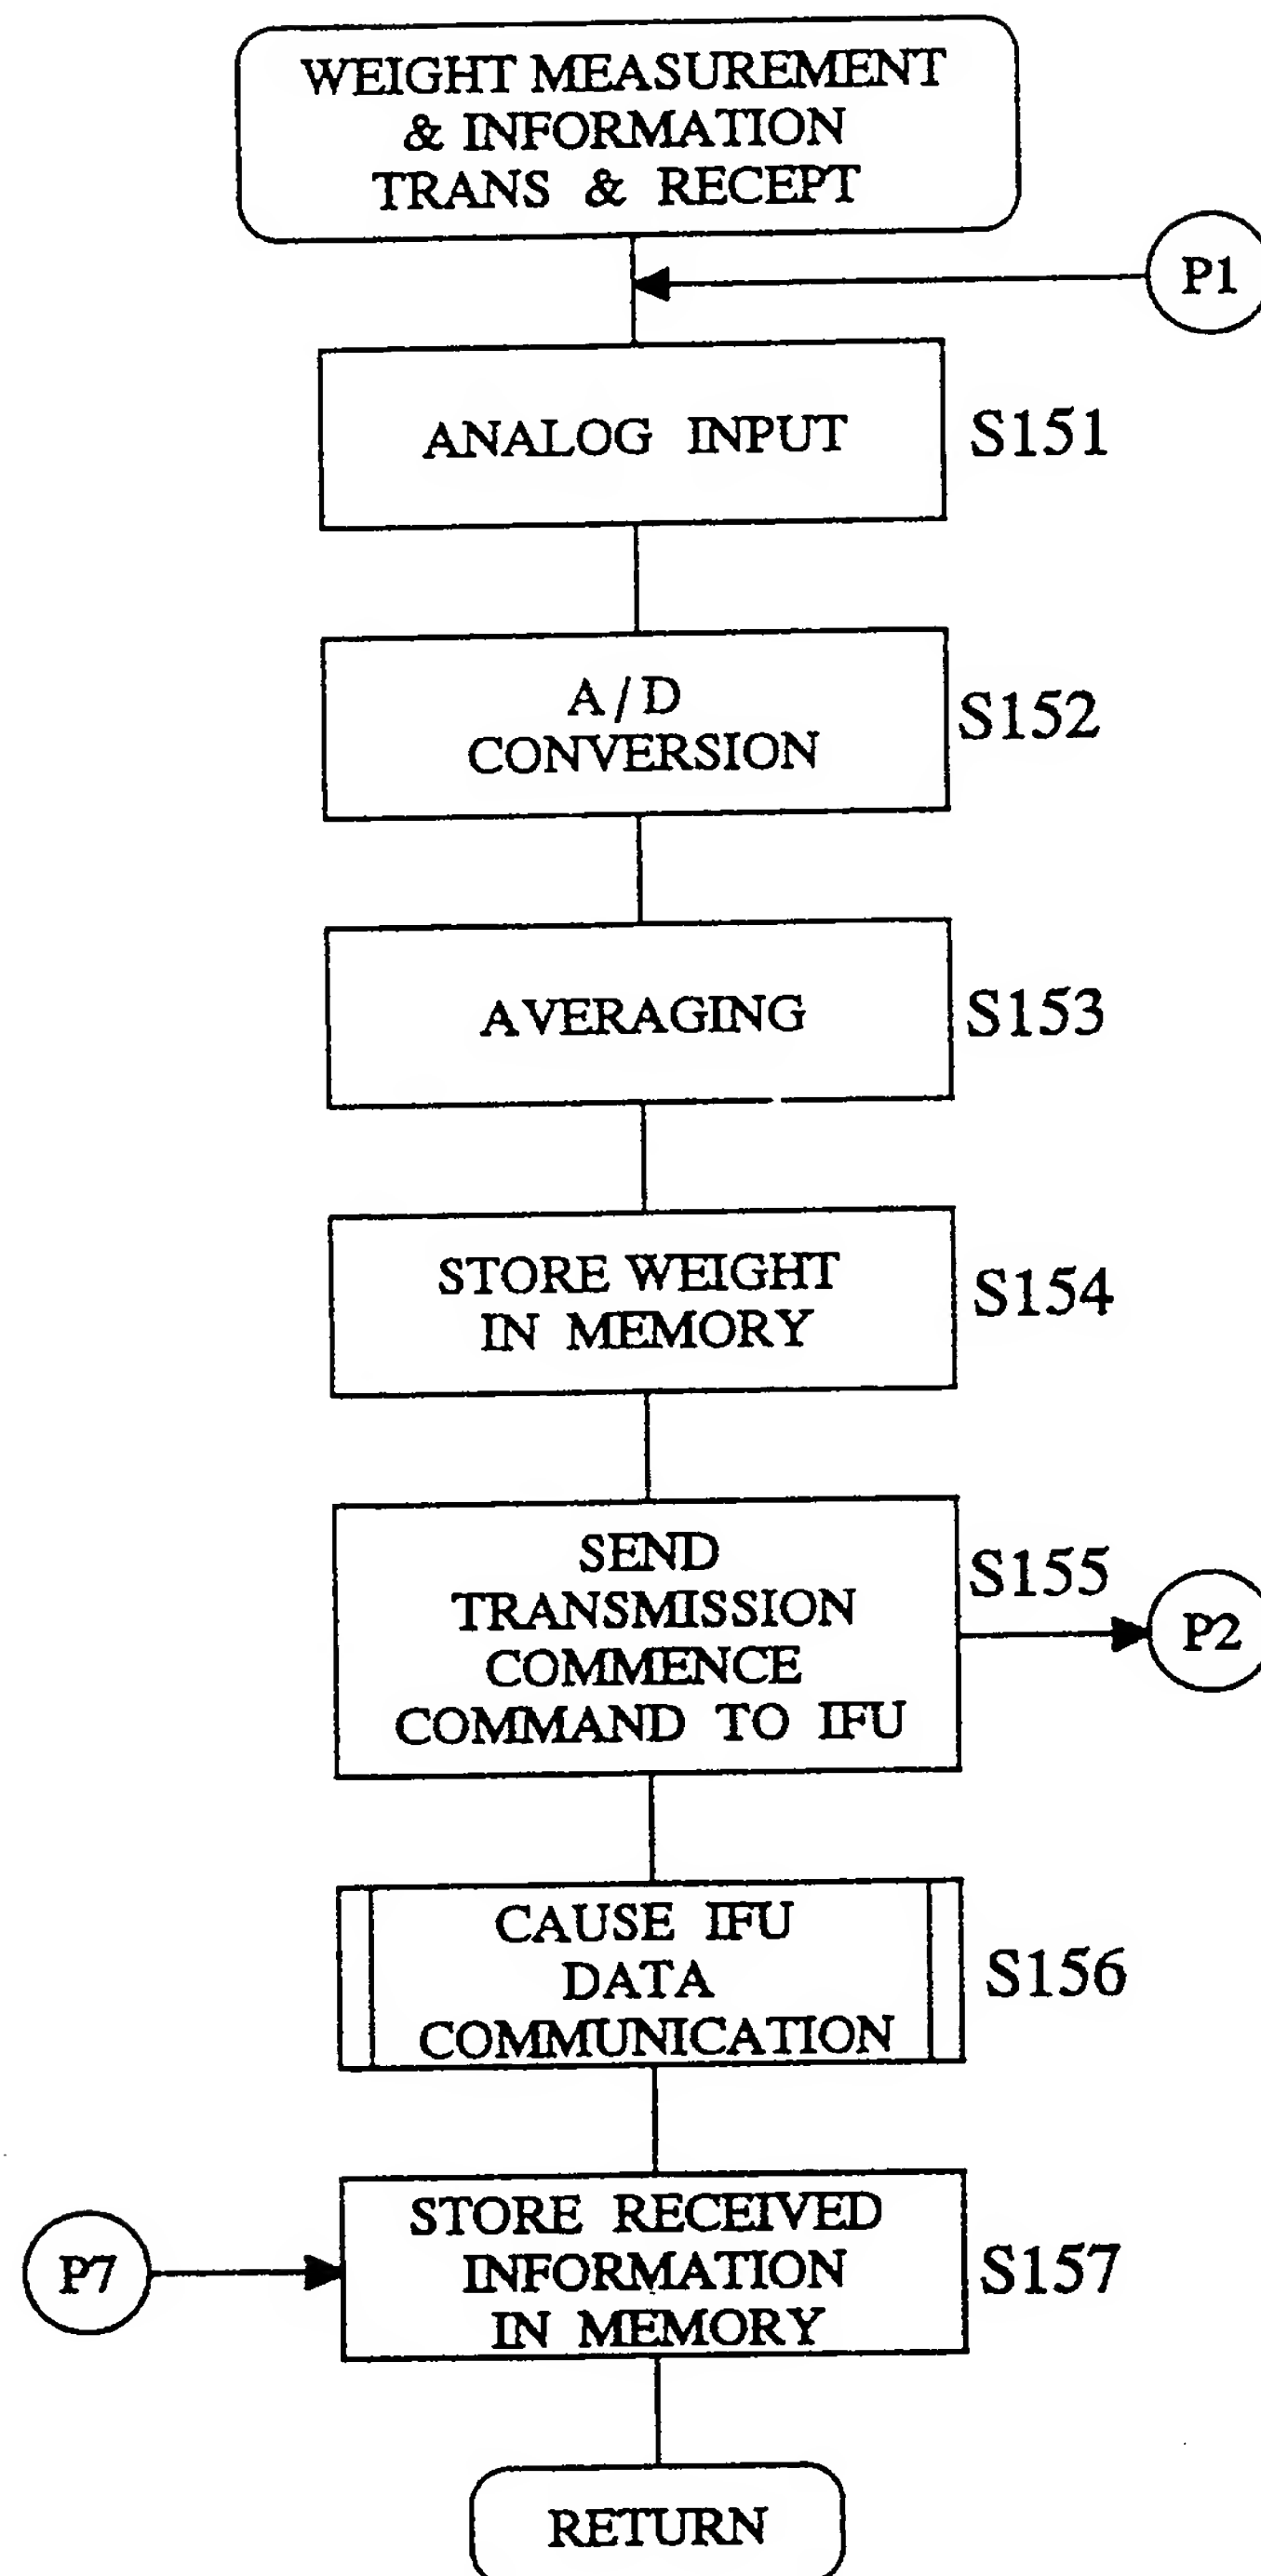 WEIGHT MEASUREMENT
& INFORMATION
TRANS & RECEPT
P1
ANALOG INPUT
S151
A/D
CONVERSION
S152
AVERAGING
S153
STORE WEIGHT
IN MEMORY
S154
SEND
TRANSMISSION
COMMENCE
COMMAND TO IFU
S155
P2
CAUSE IFU
DATA
COMMUNICATION
S156
P7
STORE RECEIVED
INFORMATION
IN MEMORY
S157
RETURN